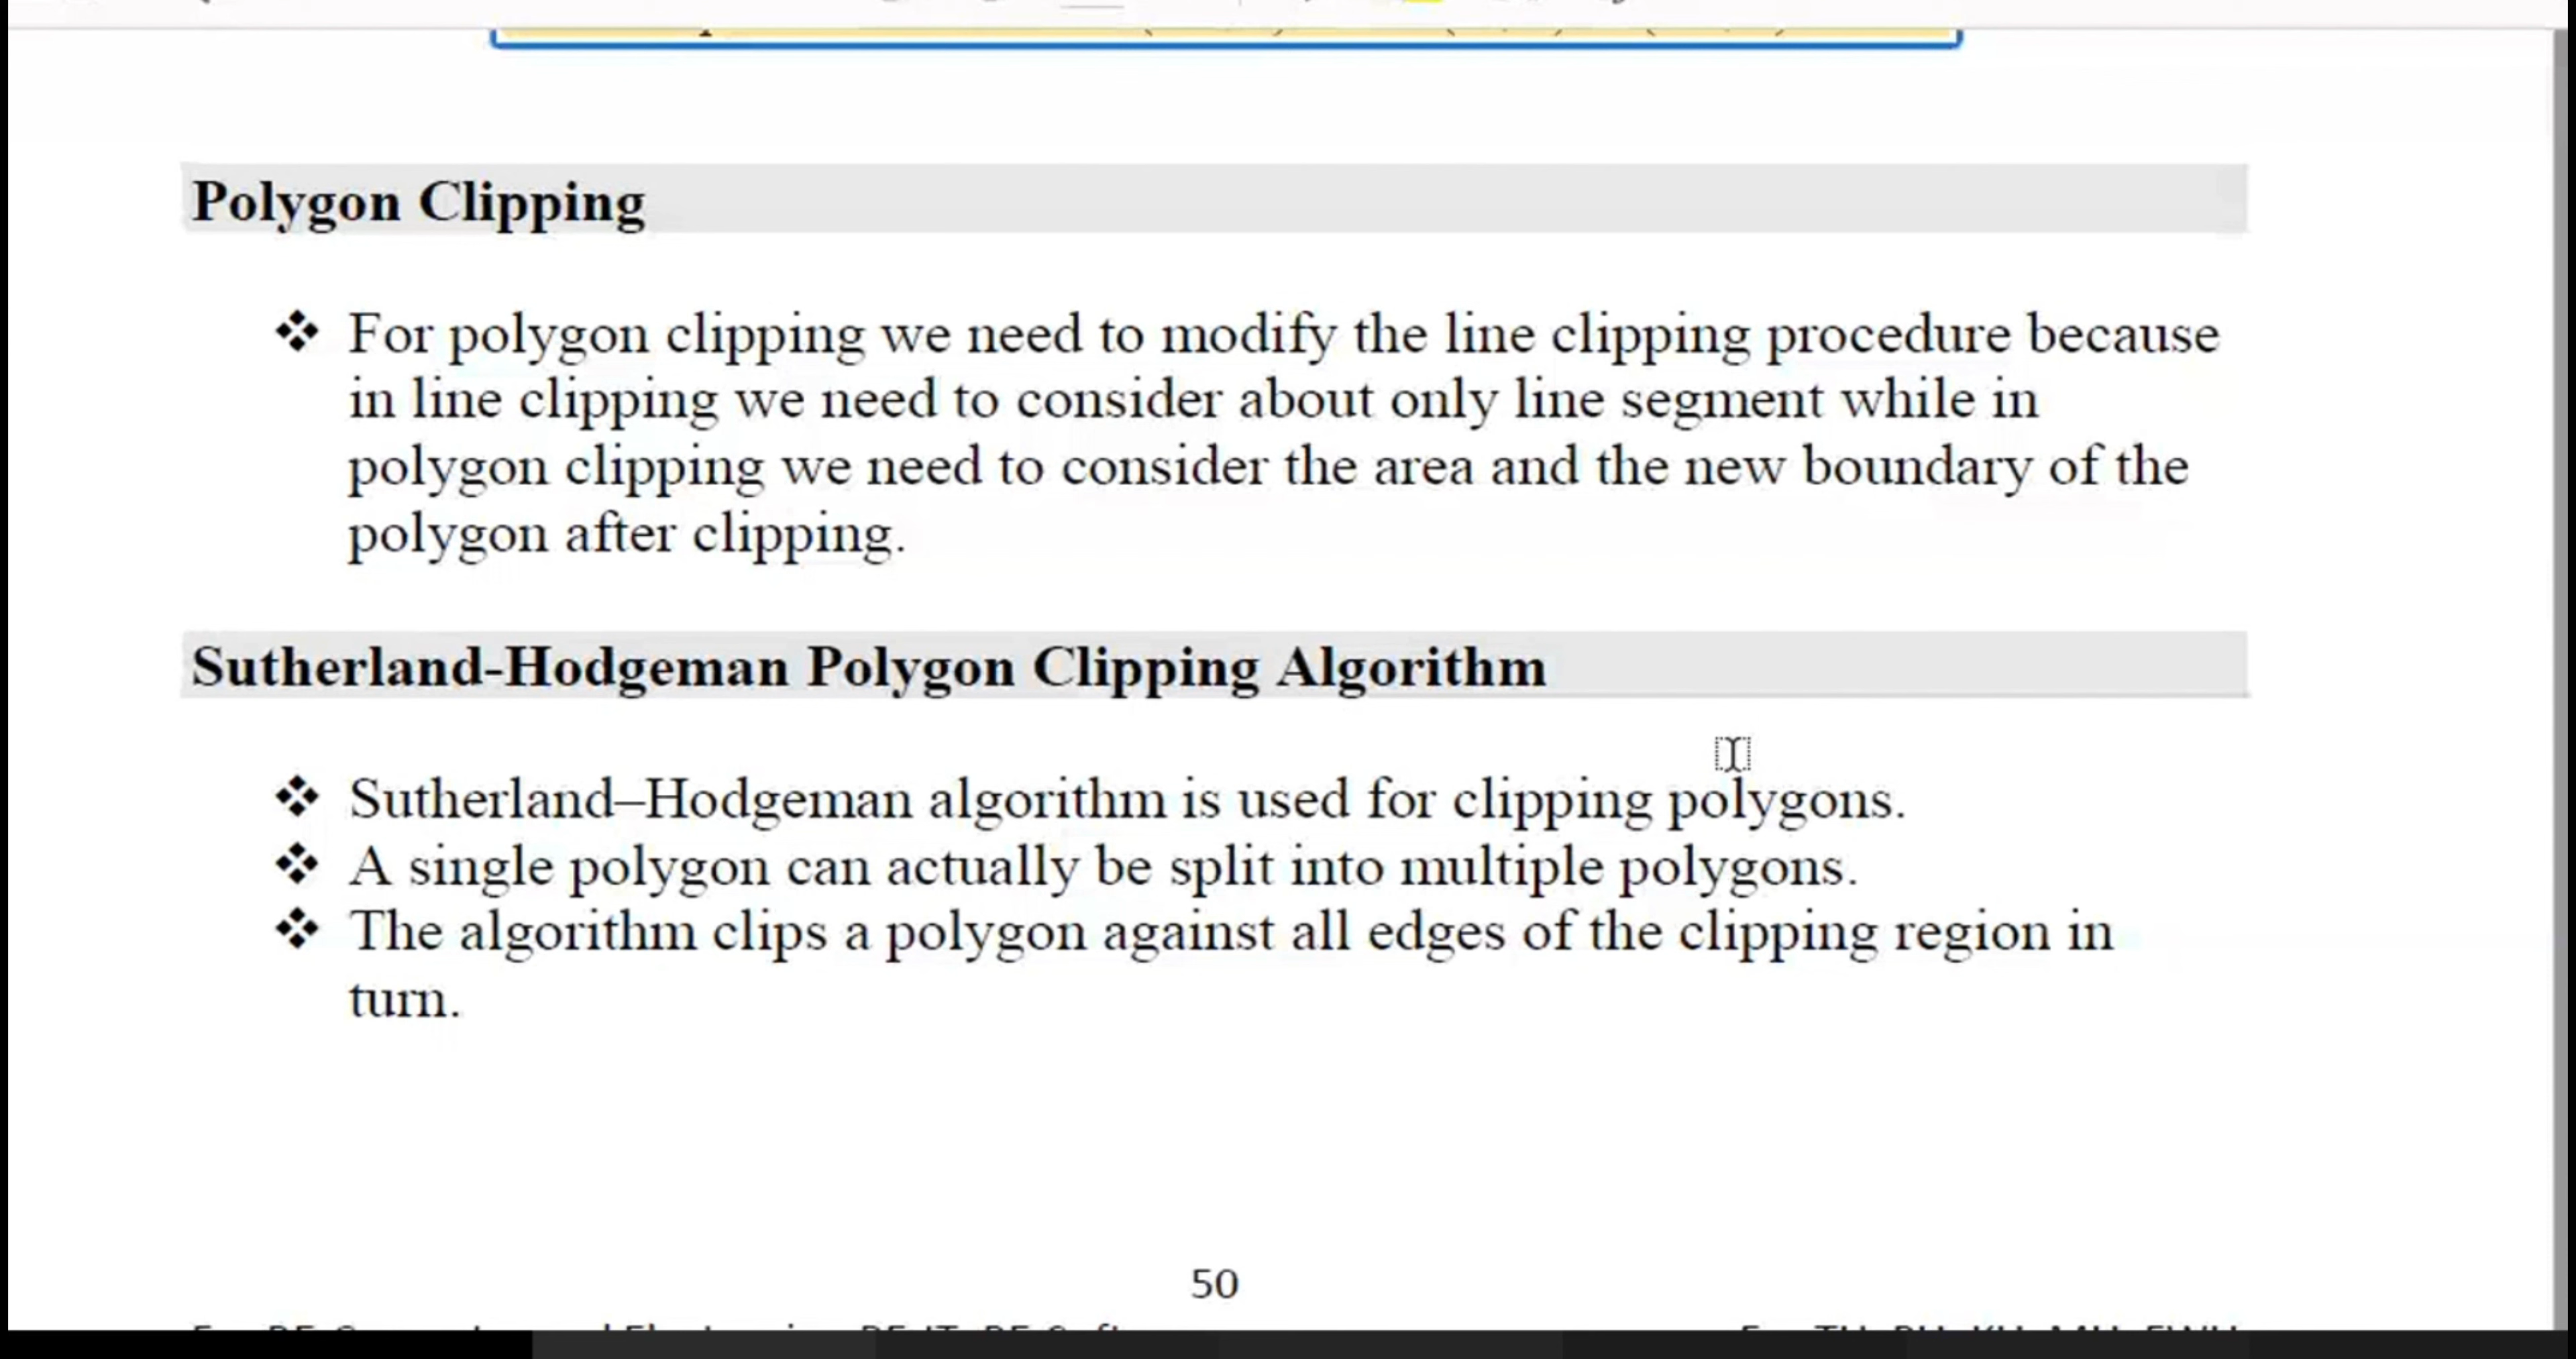 Polygon Clipping
❖ For polygon clipping we need to modify the line clipping procedure because
in line clipping we need to consider about only line segment while in
polygon clipping we need to consider the area and the new boundary of the
polygon after clipping.
Sutherland-Hodgeman Polygon Clipping Algorithm
❖ Sutherland–Hodgeman algorithm is used for clipping polygons.
❖ A single polygon can actually be split into multiple polygons.
❖ The algorithm clips a polygon against all edges of the clipping region in
turn.
50